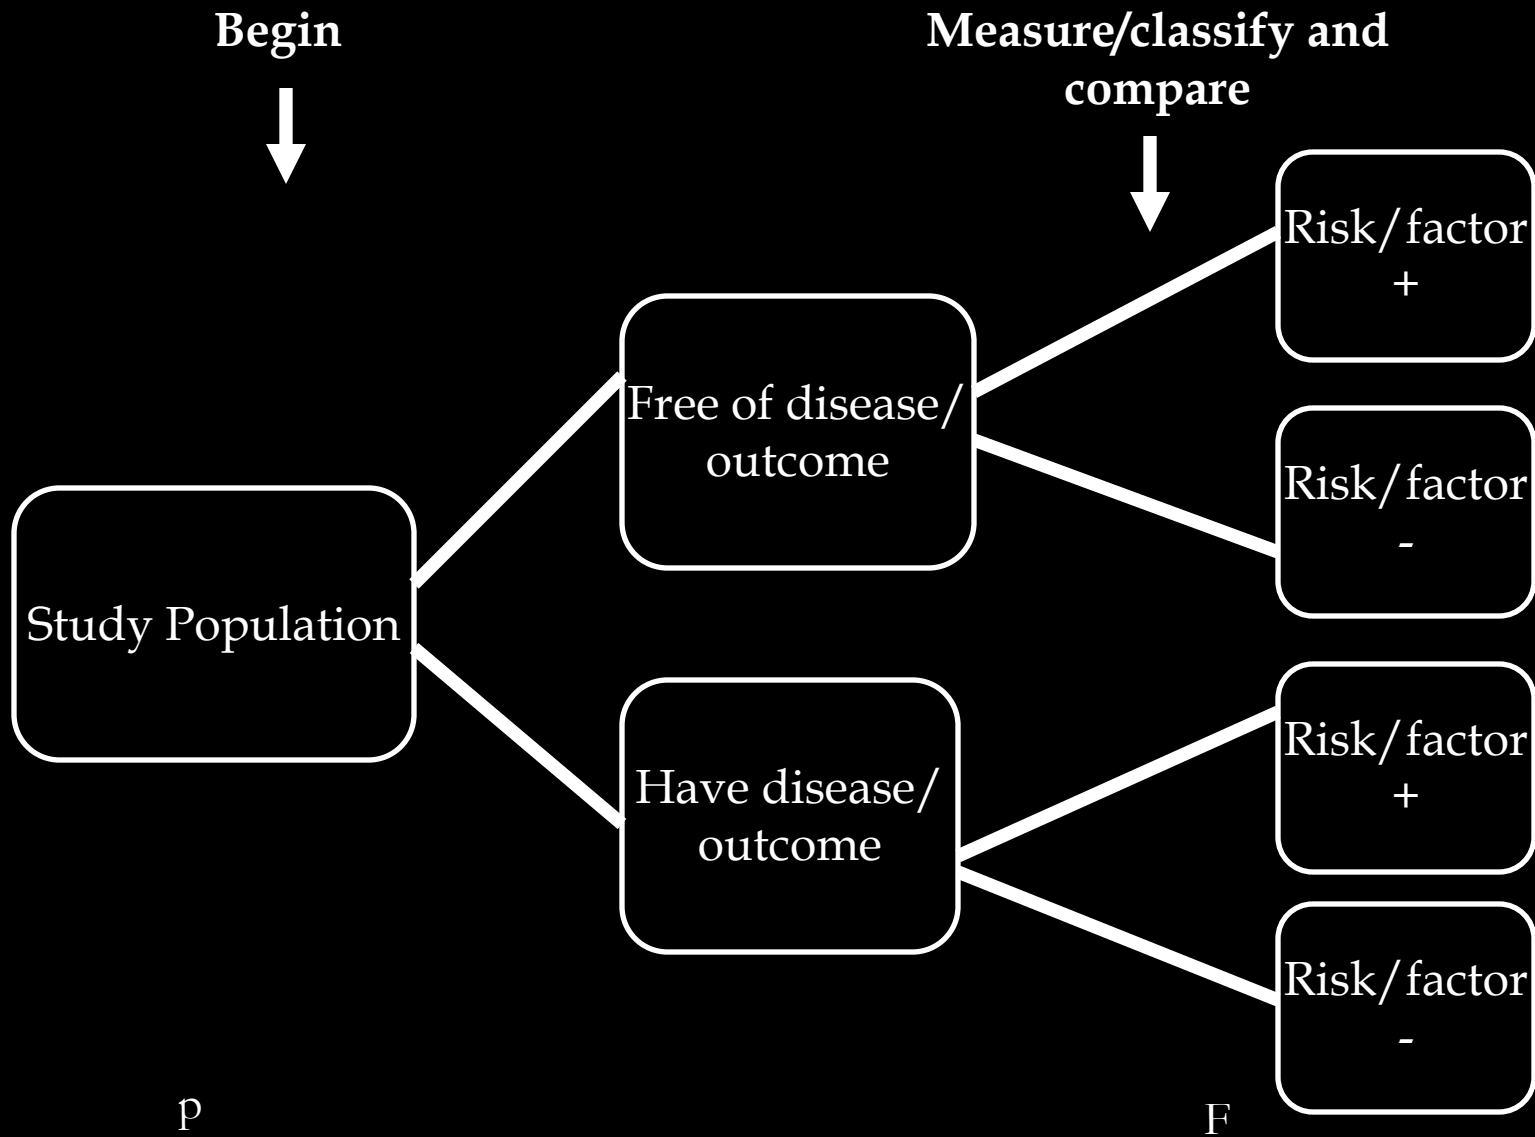 Begin
Measure/classify and
compare
Risk/factor
+
Free of disease/
outcome
Risk/factor
-
Study Population
Have disease/
outcome
Risk/factor
+
Risk/factor
-
p
F